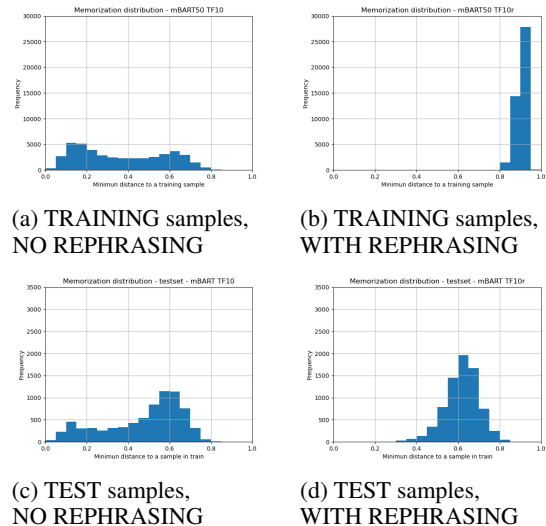 Memorization distribution - mBART50 TF10
30000
25000
20000
15000
10000
5000
0
Frequency
0.0 0.2 0.4 0.6 0.8 1.0
Minimun distance to a training sample
(a) TRAINING samples,
NO REPHRASING
Memorization distribution - mBART50 TF10r
30000
25000
20000
15000
10000
5000
0
Frequency
0.0 0.2 0.4 0.6 0.8 1.0
Minimun distance to a training sample
(b) TRAINING samples,
WITH REPHRASING
Memorization distribution - testset - mBART TF10
3500
3000
2500
2000
1500
1000
500
0
Frequency
0.0 0.2 0.4 0.6 0.8 1.0
Minimun distance to a sample in train
(c) TEST samples,
NO REPHRASING
Memorization distribution - testset - mBART TF10r
3500
3000
2500
2000
1500
1000
500
0
Frequency
0.0 0.2 0.4 0.6 0.8 1.0
Minimun distance to a sample in train
(d) TEST samples,
WITH REPHRASING